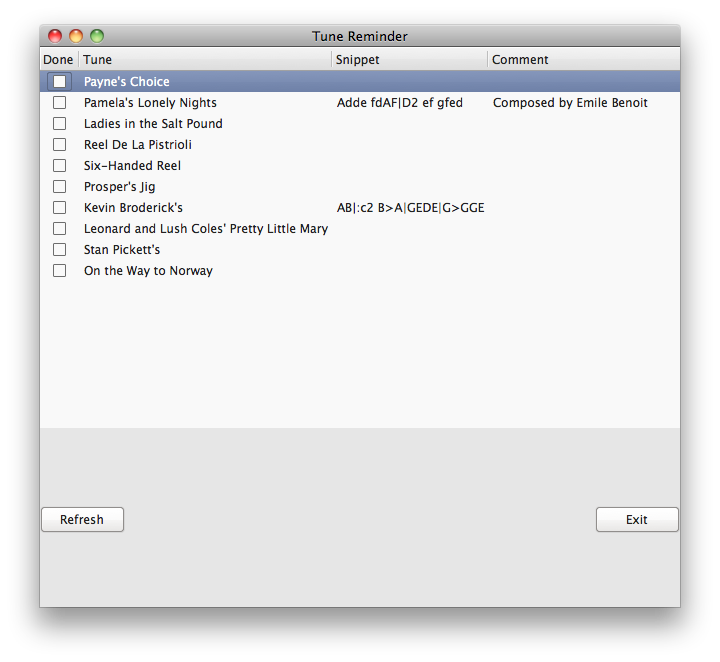 Tune Reminder
Done Tune Snippet Comment
Payne's Choice
Pamela's Lonely Nights Adde fdAF|D2 ef gfed Composed by Emile Benoit
Ladies in the Salt Pound
Reel De La Pistrioli
Six-Handed Reel
Prosper's Jig
Kevin Broderick's AB|:c2 B>A|GEDE|G>GGE
Leonard and Lush Coles' Pretty Little Mary
Stan Pickett's
On the Way to Norway
Refresh Exit